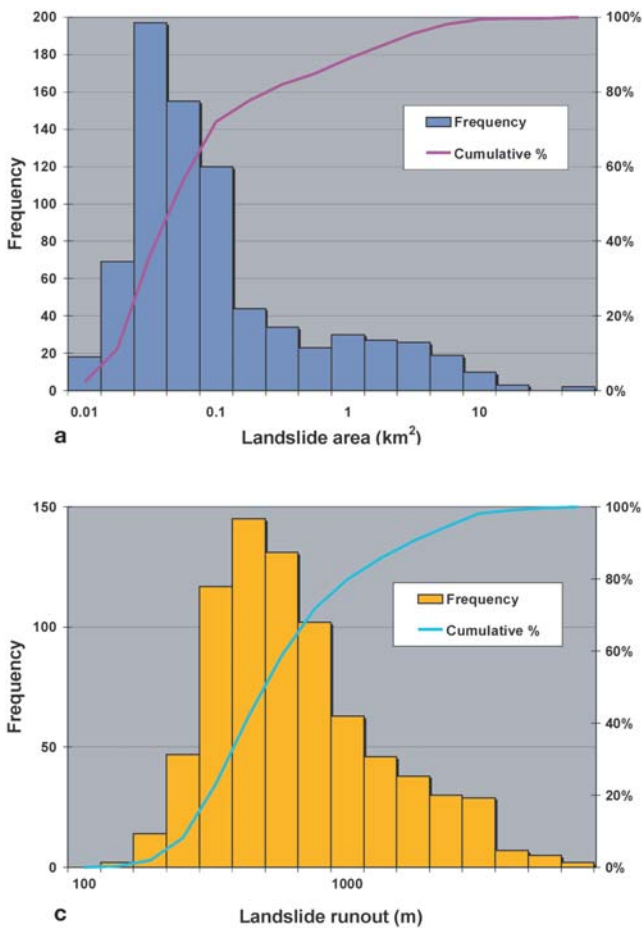 200
180
160
140
120
100
80
60
40
20
0
Frequency
100%
80%
60%
40%
20%
0%
Frequency
Cumulative %
0.01 0.1 1 10
a
Landslide area (km²)
150
100
50
0
Frequency
100%
80%
60%
40%
20%
0%
Frequency
Cumulative %
100 1000
c
Landslide runout (m)